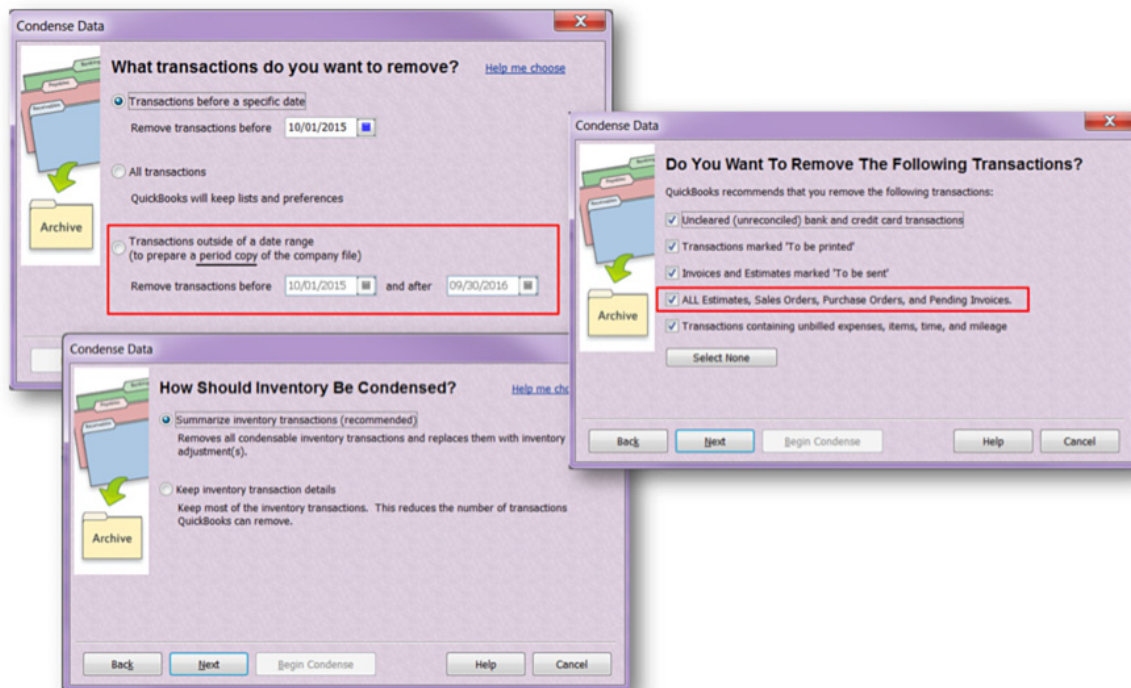 Condense Data
X
What transactions do you want to remove?
Help me choose
Transactions before a specific date
Remove transactions before 10/01/2015
All transactions
QuickBooks will keep lists and preferences
Transactions outside of a date range
(to prepare a period copy of the company file)
Remove transactions before 10/01/2015 and after 09/30/2016
Archive
Condense Data
X
Do You Want To Remove The Following Transactions?
QuickBooks recommends that you remove the following transactions:
Uncleared (unreconciled) bank and credit card transactions
Transactions marked 'To be printed'
Invoices and Estimates marked 'To be sent'
ALL Estimates, Sales Orders, Purchase Orders, and Pending Invoices.
Transactions containing unbilled expenses, items, time, and mileage
Select None
Archive
Back
Next
Begin Condense
Help
Cancel
Condense Data
How Should Inventory Be Condensed?
Help me
Summarize inventory transactions (recommended)
Removes all condensable inventory transactions and replaces them with inventory
adjustment(s).
Keep inventory transaction details
Keep most of the inventory transactions. This reduces the number of transactions
QuickBooks can remove.
Archive
Back
Next
Begin Condense
Help
Cancel